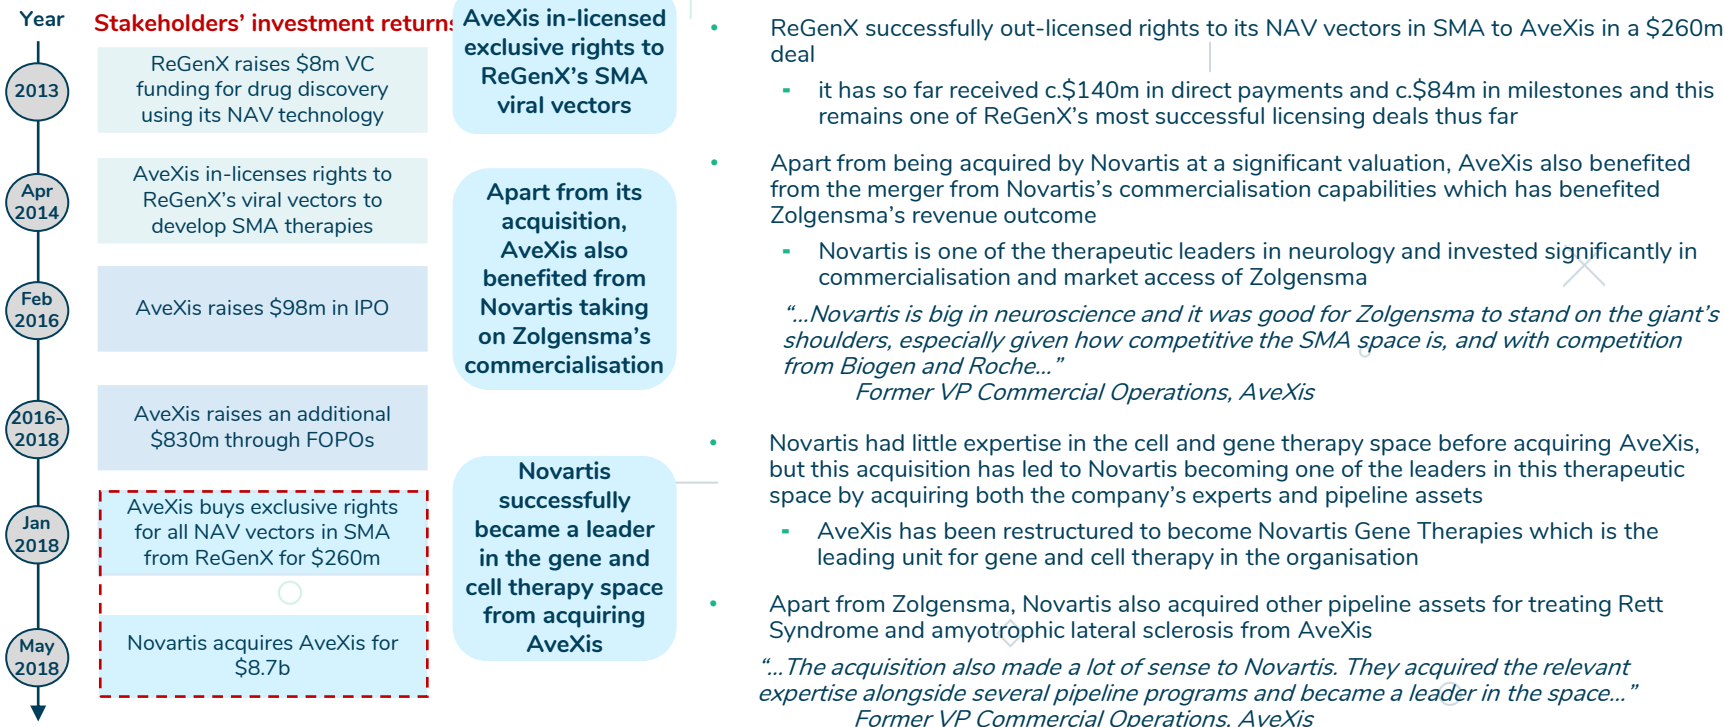 Year
Stakeholders’ investment returns
2013
ReGenX raises $8m VC
funding for drug discovery
using its NAV technology
Apr
2014
AveXis in-licenses rights to
ReGenX’s viral vectors to
develop SMA therapies
Feb
2016
AveXis raises $98m in IPO
2016-
2018
AveXis raises an additional
$830m through FOPOs
Jan
2018
AveXis buys exclusive rights
for all NAV vectors in SMA
from ReGenX for $260m
May
2018
Novartis acquires AveXis for
$8.7b
AveXis in-licensed
exclusive rights to
ReGenX’s SMA
viral vectors
Apart from its
acquisition,
AveXis also
benefited from
Novartis taking
on Zolgensma’s
commercialisation
Novartis
successfully
became a leader
in the gene and
cell therapy space
from acquiring
AveXis
• ReGenX successfully out-licensed rights to its NAV vectors in SMA to AveXis in a $260m
deal
- it has so far received c.$140m in direct payments and c.$84m in milestones and this
remains one of ReGenX’s most successful licensing deals thus far
• Apart from being acquired by Novartis at a significant valuation, AveXis also benefited
from the merger from Novartis’s commercialisation capabilities which has benefited
Zolgensma’s revenue outcome
- Novartis is one of the therapeutic leaders in neurology and invested significantly in
commercialisation and market access of Zolgensma
“...Novartis is big in neuroscience and it was good for Zolgensma to stand on the giant’s
shoulders, especially given how competitive the SMA space is, and with competition
from Biogen and Roche...”
Former VP Commercial Operations, AveXis
• Novartis had little expertise in the cell and gene therapy space before acquiring AveXis,
but this acquisition has led to Novartis becoming one of the leaders in this therapeutic
space by acquiring both the company’s experts and pipeline assets
- AveXis has been restructured to become Novartis Gene Therapies which is the
leading unit for gene and cell therapy in the organisation
• Apart from Zolgensma, Novartis also acquired other pipeline assets for treating Rett
Syndrome and amyotrophic lateral sclerosis from AveXis
“...The acquisition also made a lot of sense to Novartis. They acquired the relevant
expertise alongside several pipeline programs and became a leader in the space...”
Former VP Commercial Operations, AveXis